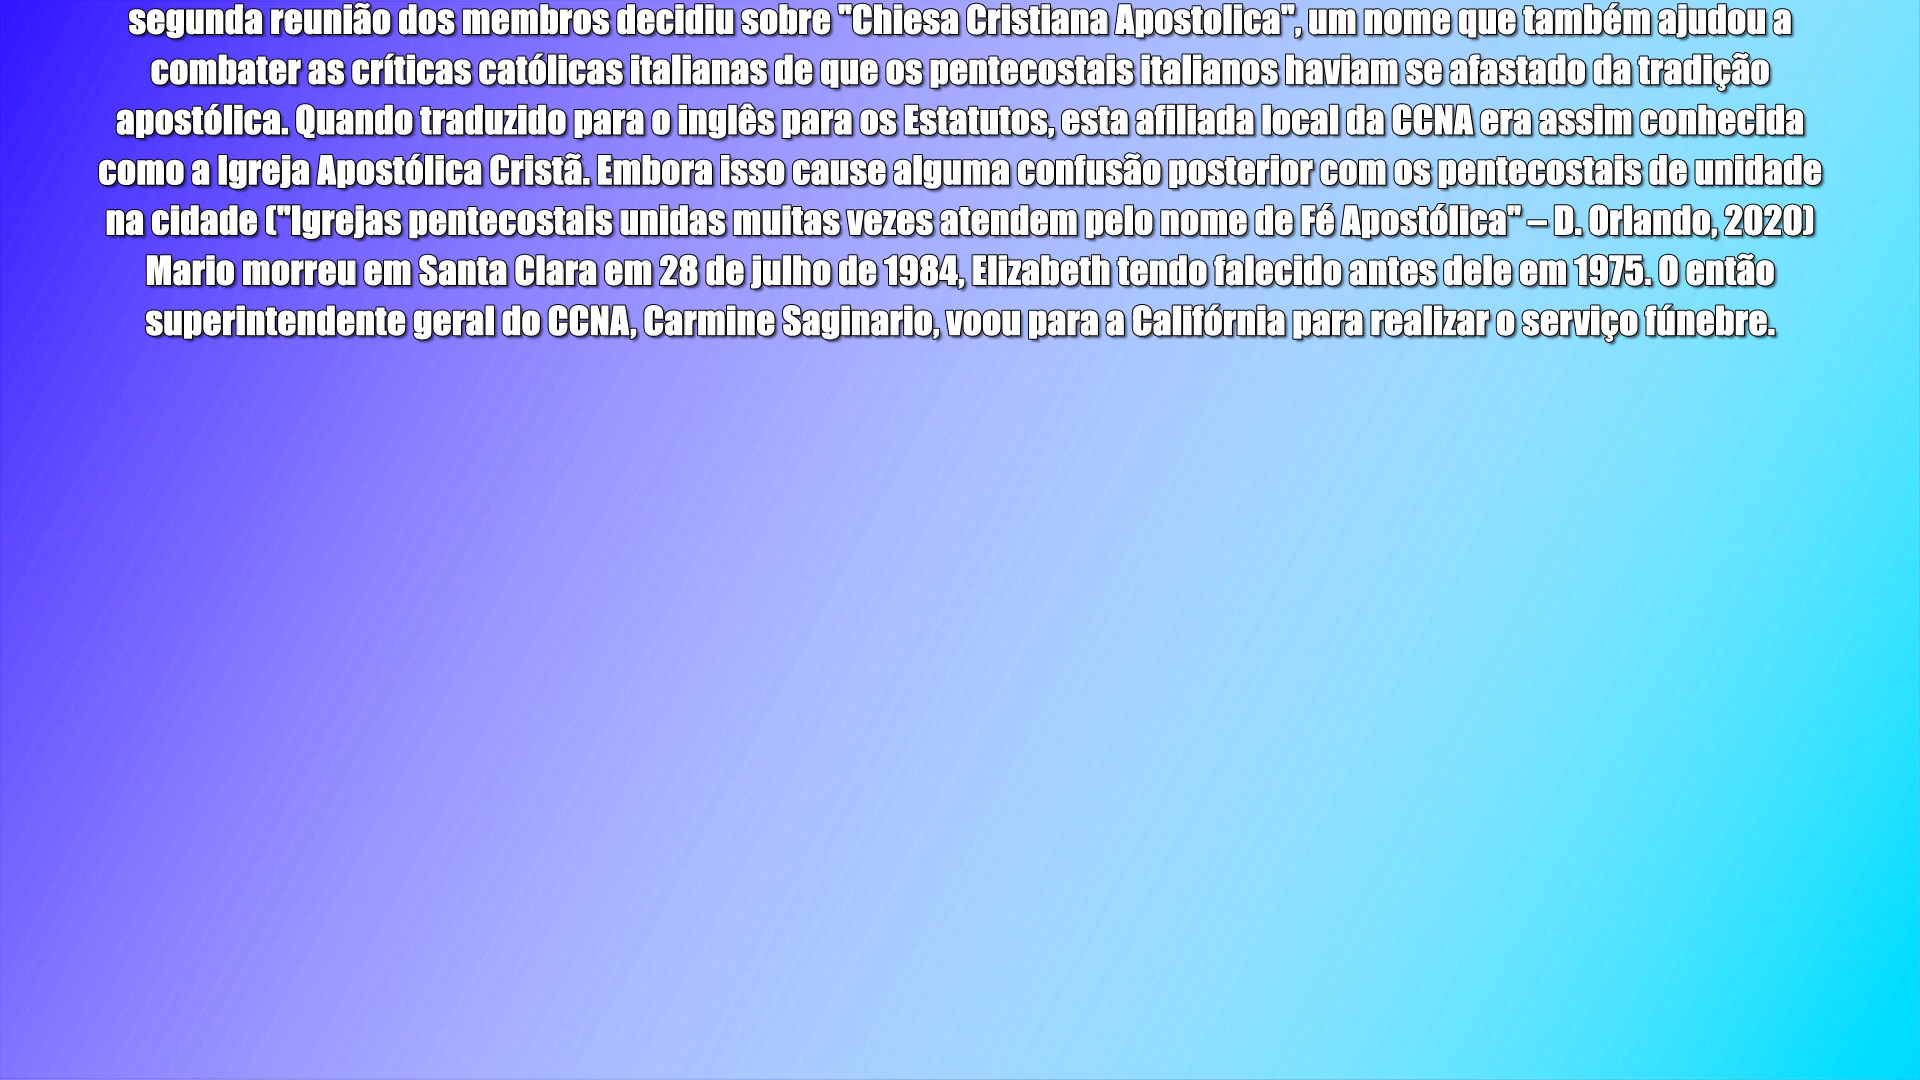 segunda reunião dos membros decidiu sobre "Chiesa Cristiana Apostolica", um nome que também ajudou a
combater as críticas católicas italianas de que os pentecostais italianos haviam se afastado da tradição
apostólica. Quando traduzido para o inglês para os Estatutos, esta afiliada local da CCNA era assim conhecida
como a Igreja Apostólica Cristã. Embora isso cause alguma confusão posterior com os pentecostais de unidade
na cidade ("Igrejas pentecostais unidas muitas vezes atendem pelo nome de Fé Apostólica" – D. Orlando, 2020)
Mario morreu em Santa Clara em 28 de julho de 1984, Elizabeth tendo falecido antes dele em 1975. O então
superintendente geral do CCNA, Carmine Saginario, voou para a Califórnia para realizar o serviço fúnebre.